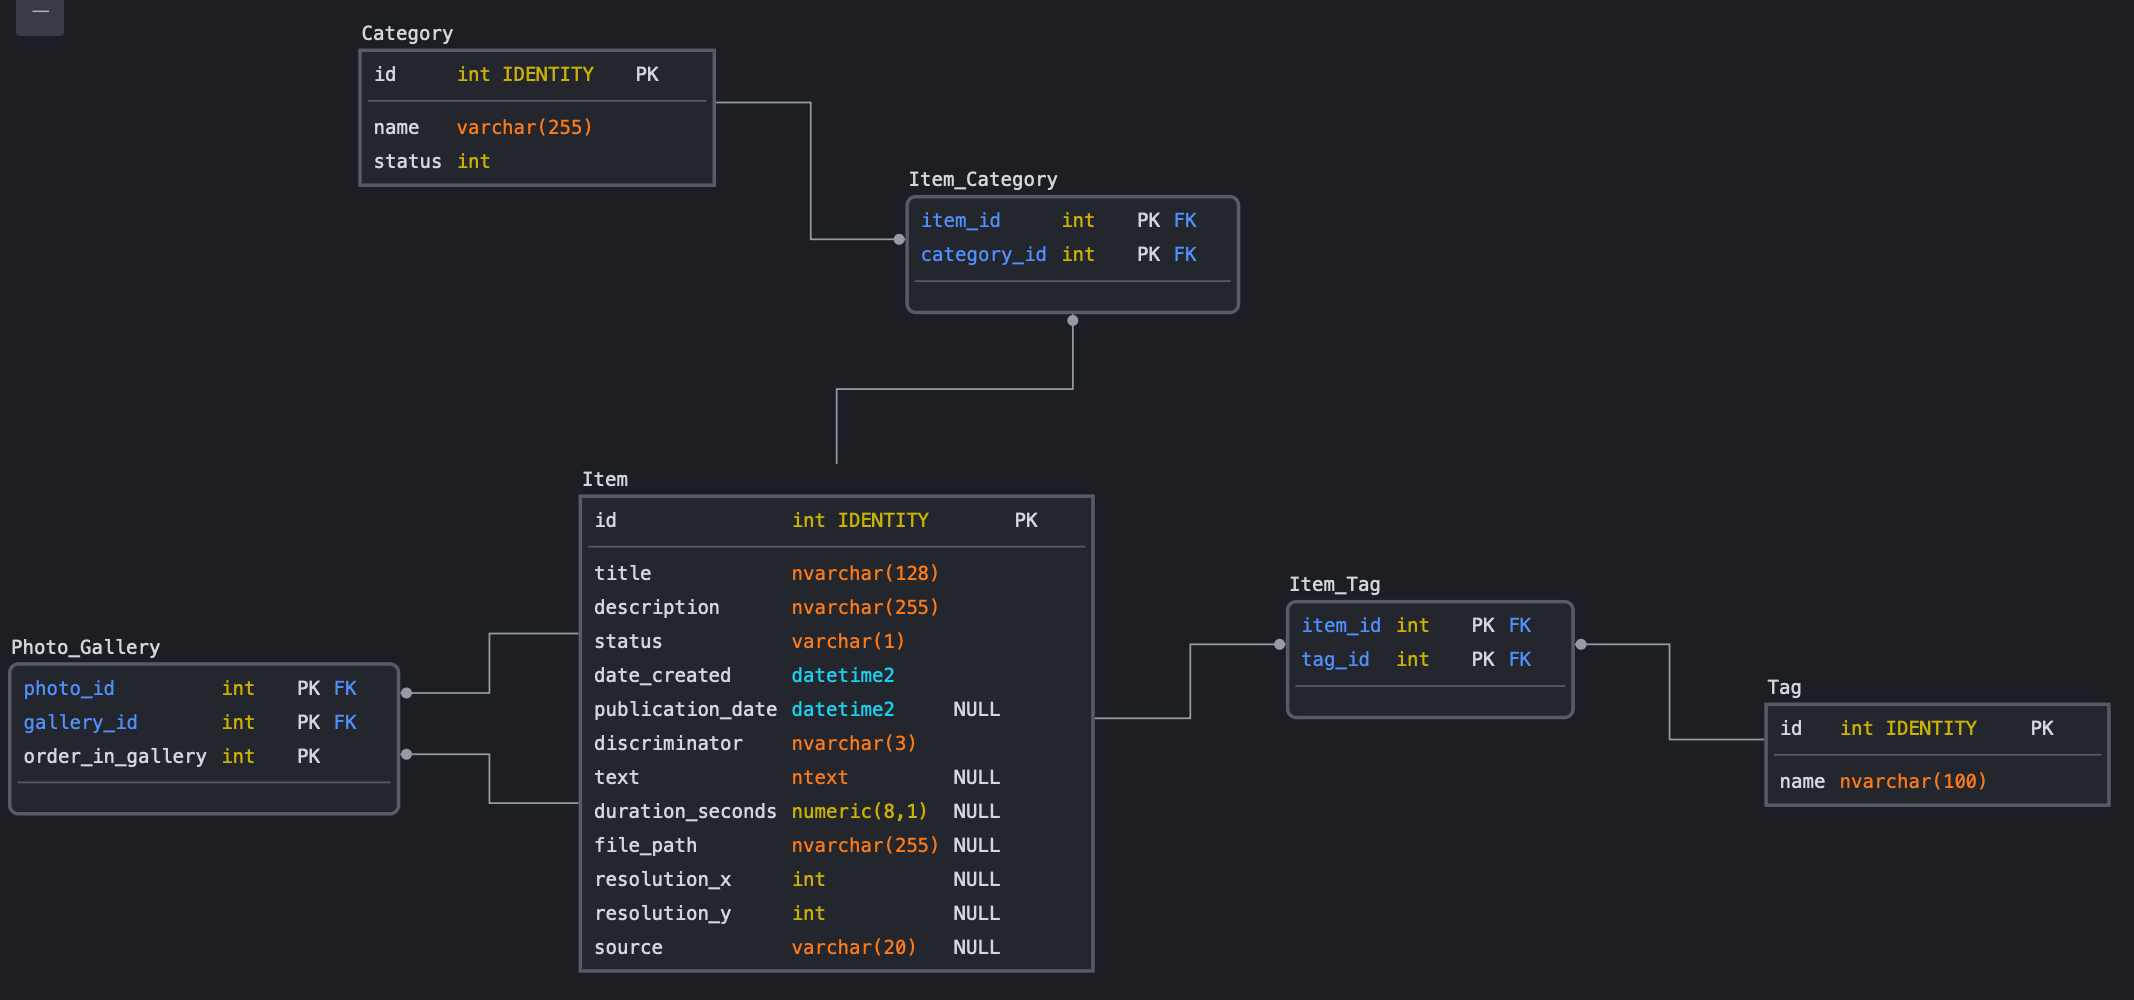 Category
id int IDENTITY PK
name varchar(255)
status int
Item_Category
item_id int PK FK
category_id int PK FK
Item
id int IDENTITY PK
title nvarchar(128)
description nvarchar(255)
status varchar(1)
date_created datetime2
publication_date datetime2 NULL
discriminator nvarchar(3)
text ntext NULL
duration_seconds numeric(8,1) NULL
file_path nvarchar(255) NULL
resolution_x int NULL
resolution_y int NULL
source varchar(20) NULL
Photo_Gallery
photo_id int PK FK
gallery_id int PK FK
order_in_gallery int PK
Item_Tag
item_id int PK FK
tag_id int PK FK
Tag
id int IDENTITY PK
name nvarchar(100)